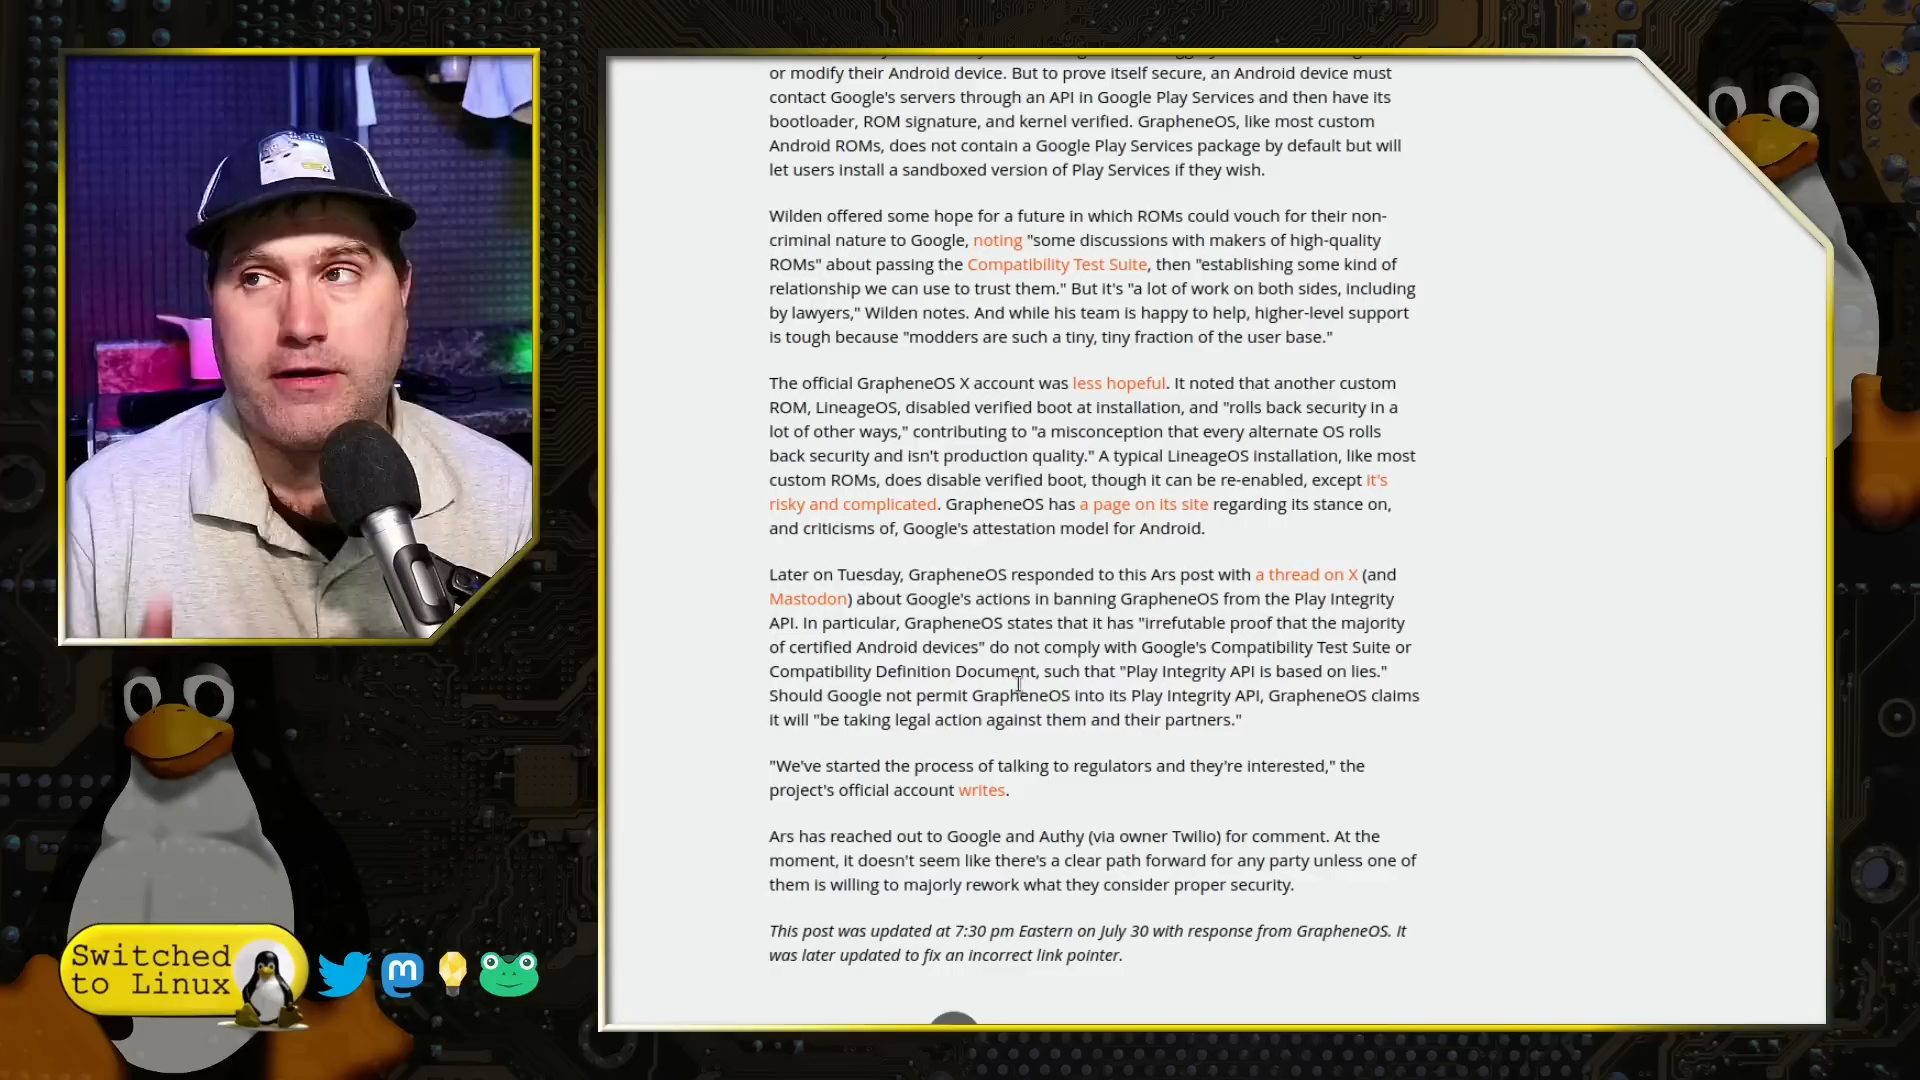 or modify their Android device. But to prove itself secure, an Android device must
contact Google's servers through an API in Google Play Services and then have its
bootloader, ROM signature, and kernel verified. GrapheneOS, like most custom
Android ROMs, does not contain a Google Play Services package by default but will
let users install a sandboxed version of Play Services if they wish.
Wilden offered some hope for a future in which ROMs could vouch for their non-
criminal nature to Google, noting "some discussions with makers of high-quality
ROMs" about passing the Compatibility Test Suite, then "establishing some kind of
relationship we can use to trust them." But it's "a lot of work on both sides, including
by lawyers," Wilden notes. And while his team is happy to help, higher-level support
is tough because "modders are such a tiny, tiny fraction of the user base."
The official GrapheneOS X account was less hopeful. It noted that another custom
ROM, LineageOS, disabled verified boot at installation, and "rolls back security in a
lot of other ways," contributing to "a misconception that every alternate OS rolls
back security and isn't production quality." A typical LineageOS installation, like most
custom ROMs, does disable verified boot, though it can be re-enabled, except it's
risky and complicated. GrapheneOS has a page on its site regarding its stance on,
and criticisms of, Google's attestation model for Android.
Later on Tuesday, GrapheneOS responded to this Ars post with a thread on X (and
Mastodon) about Google's actions in banning GrapheneOS from the Play Integrity
API. In particular, GrapheneOS states that it has "irrefutable proof that the majority
of certified Android devices" do not comply with Google's Compatibility Test Suite or
Compatibility Definition Document, such that "Play Integrity API is based on lies."
Should Google not permit GrapheneOS into its Play Integrity API, GrapheneOS claims
it will "be taking legal action against them and their partners."
"We've started the process of talking to regulators and they're interested," the
project's official account writes.
Ars has reached out to Google and Authy (via owner Twilio) for comment. At the
moment, it doesn't seem like there's a clear path forward for any party unless one of
them is willing to majorly rework what they consider proper security.
This post was updated at 7:30 pm Eastern on July 30 with response from GrapheneOS. It
was later updated to fix an incorrect link pointer.
Switched
to Linux